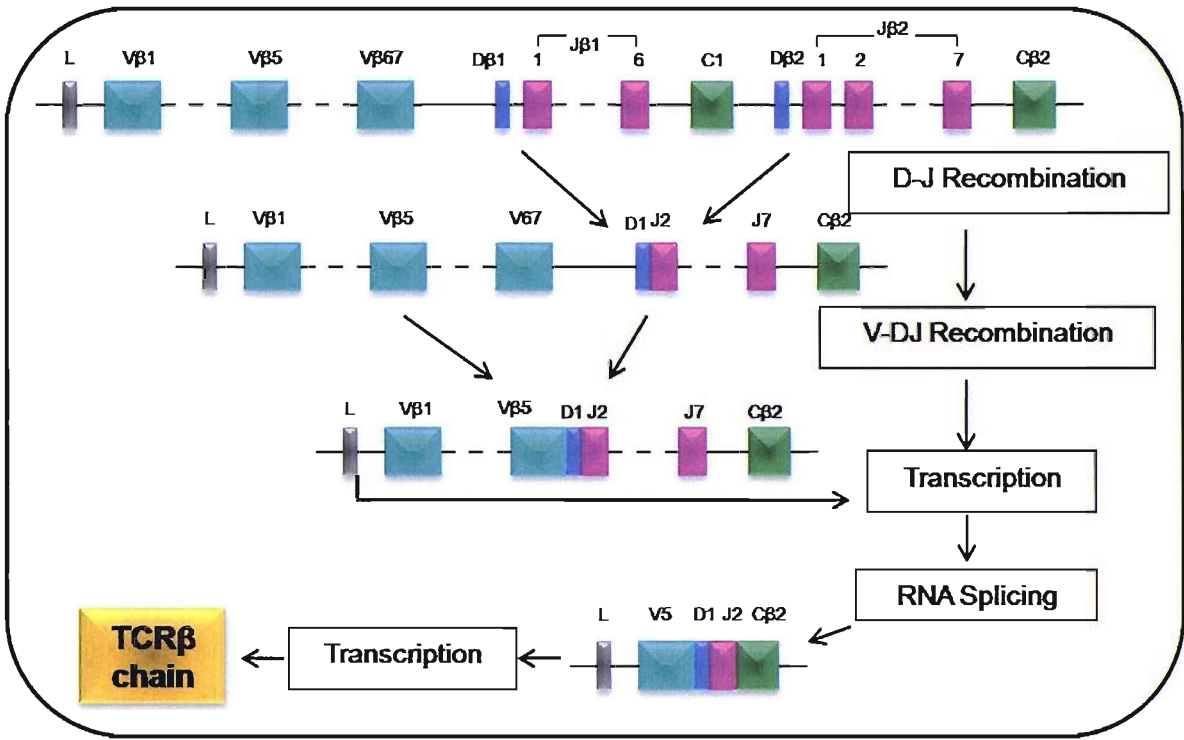 Jβ1
Jβ2
L Vβ1 Vβ5 Vβ67 Dβ1 1 6 C1 Dβ2 1 2 7 Cβ2
D-J Recombination
L Vβ1 Vβ5 V67 D1 J2 J7 Cβ2
V-DJ Recombination
L Vβ1 Vβ5 D1 J2 J7 Cβ2
Transcription
RNA Splicing
L V5 D1 J2 Cβ2
Transcription
TCRβ
chain